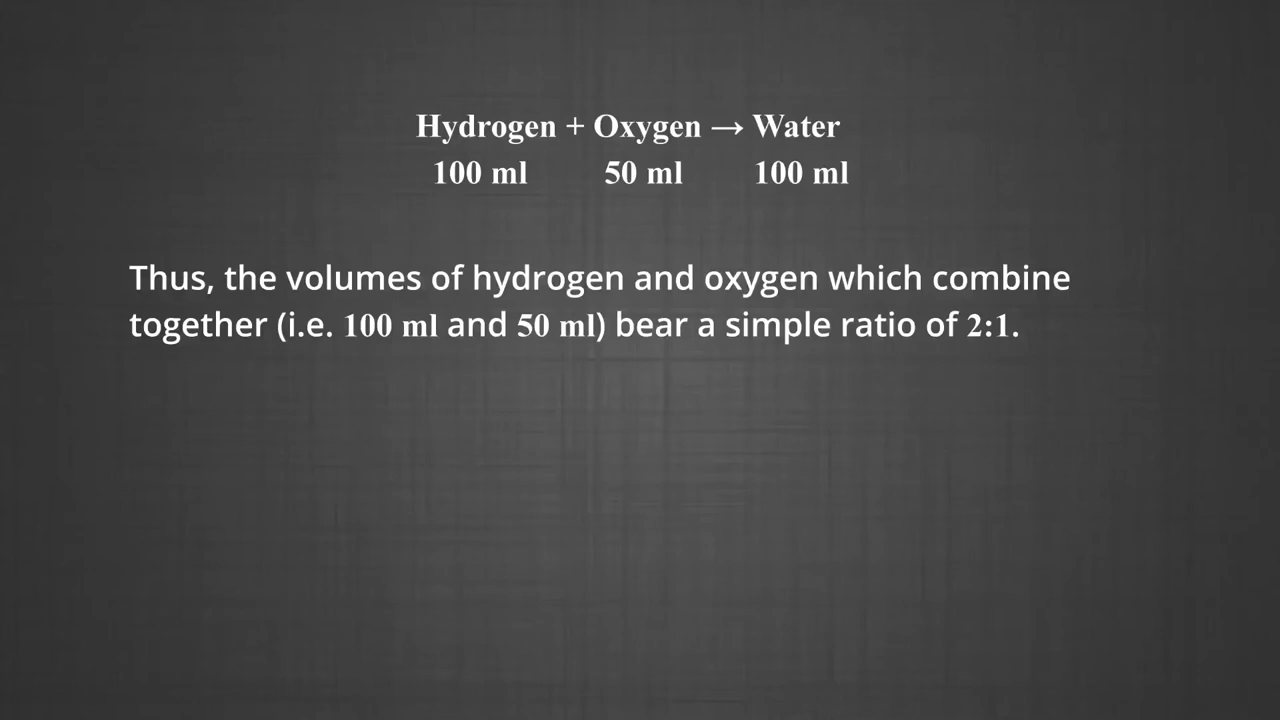 Hydrogen + Oxygen → Water
100 ml 50 ml 100 ml
Thus, the volumes of hydrogen and oxygen which combine
together (i.e. 100 ml and 50 ml) bear a simple ratio of 2:1.